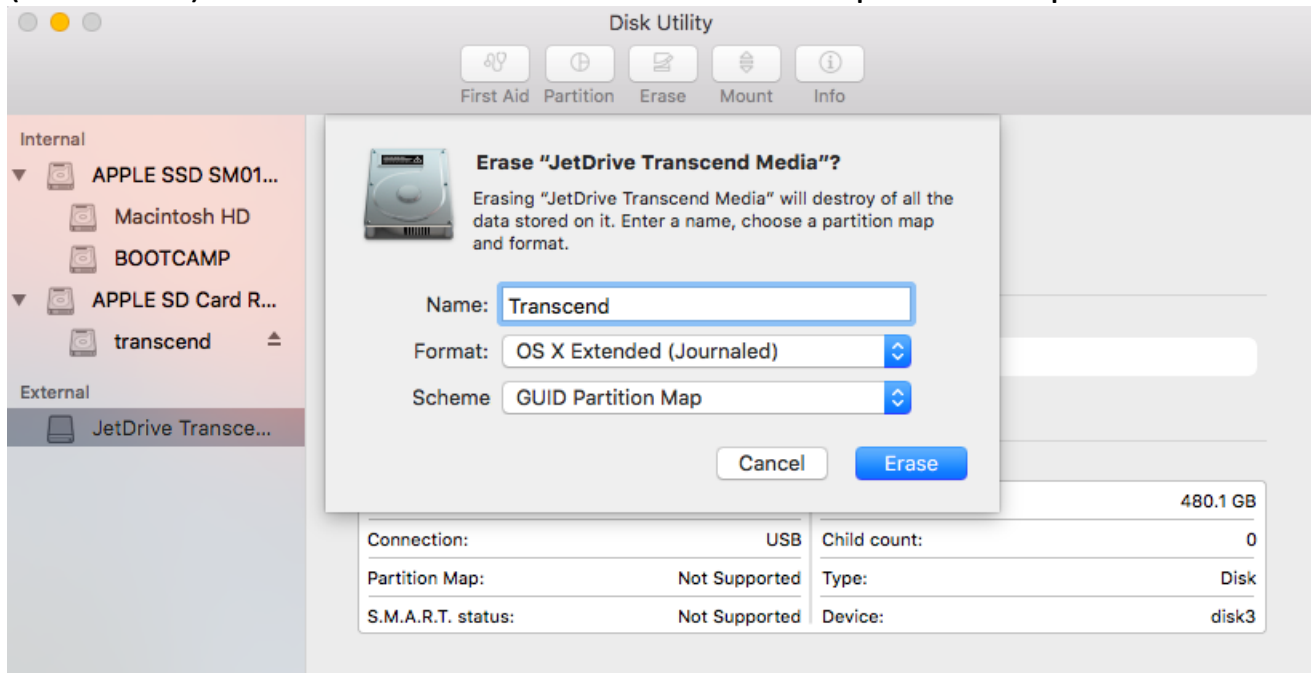 Disk Utility
First Aid Partition Erase Mount Info
Internal
APPLE SSD SM01...
Macintosh HD
BOOTCAMP
APPLE SD Card R...
transcend
External
JetDrive Transce...
Erase “JetDrive Transcend Media”?
Erasing “JetDrive Transcend Media” will destroy of all the
data stored on it. Enter a name, choose a partition map
and format.
Name: Transcend
Format: OS X Extended (Journaled)
Scheme GUID Partition Map
Cancel Erase
480.1 GB
Connection: USB Child count: 0
Partition Map: Not Supported Type: Disk
S.M.A.R.T. status: Not Supported Device: disk3